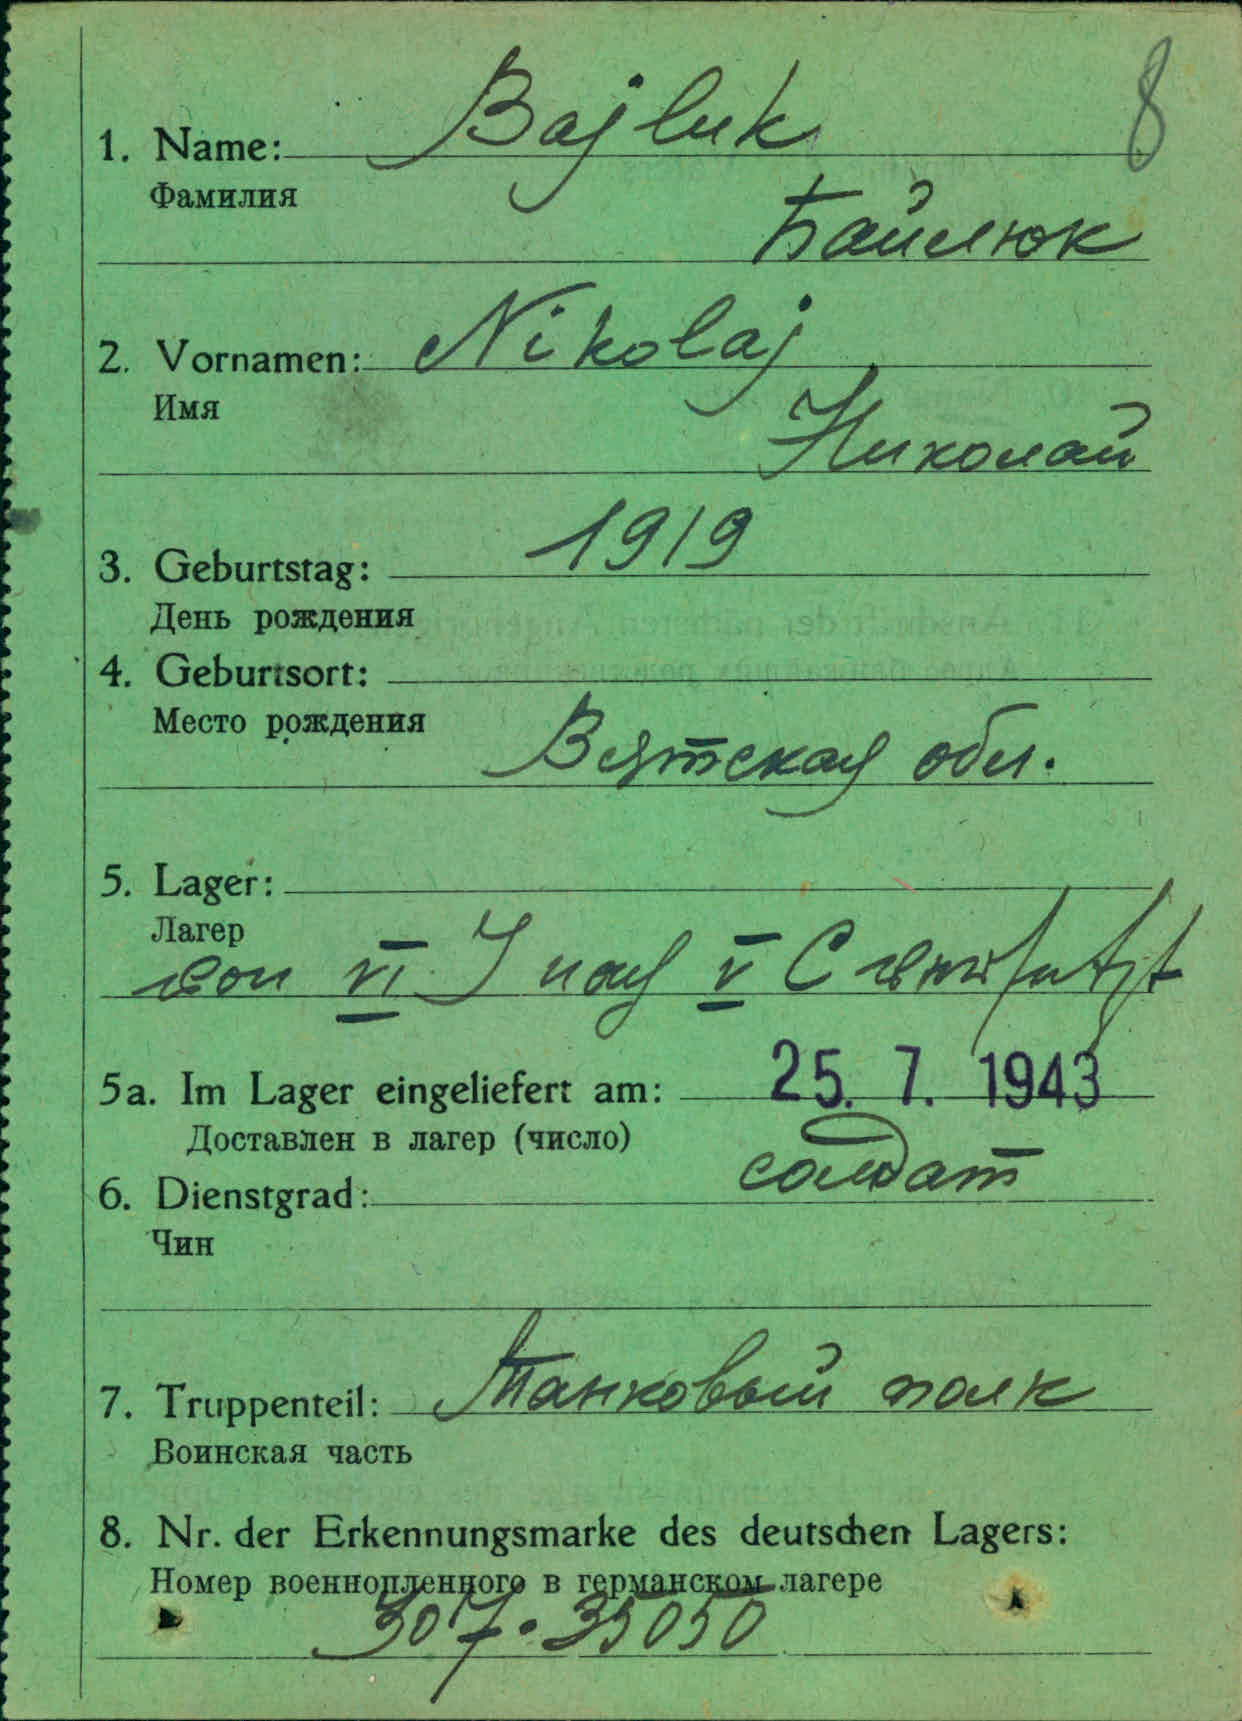 8
1. Name: Bajluk
Фамилия
Байлюк
2. Vornamen: Nikolaj
Имя
Николай
3. Geburtstag: 1919
День рождения
4. Geburtsort:
Место рождения
Вятская обл.
5. Lager:
Лагер
von VI J nach V C
5a. Im Lager eingeliefert am: 25. 7. 1943
Доставлен в лагер (число)
6. Dienstgrad: солдат
Чин
7. Truppenteil: Танковый полк
Воинская часть
8. Nr. der Erkennungsmarke des deutschen Lagers:
Номер военнопленного в германском лагере
307. 35050